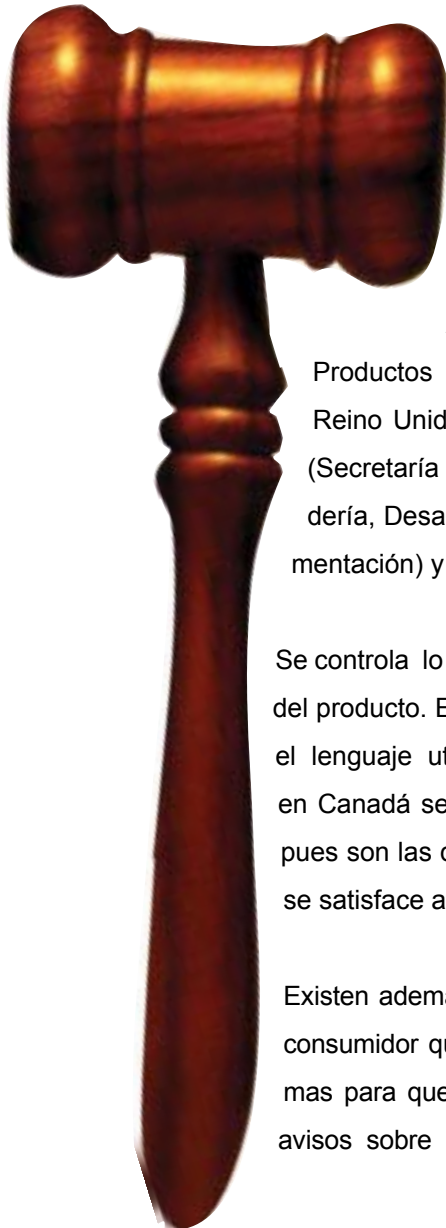 Productos
Reino Unid
(Secretaría
dería, Desa
mentación) y
Se controla lo
del producto. E
el lenguaje ut
en Canadá se
pues son las
se satisface a
Existen adem
consumidor qu
mas para que
avisos sobre